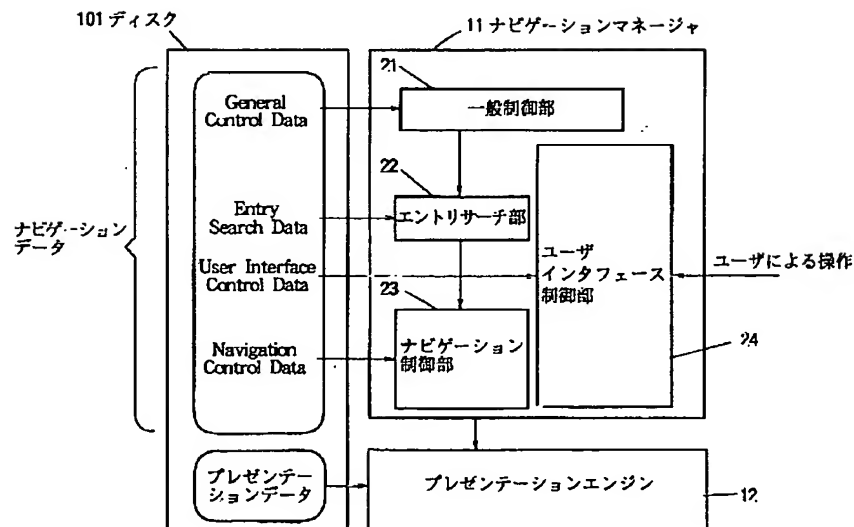 101 ディスク
11 ナビゲーションマネージャ
21
General
Control Data
一般制御部
22
Entry
Search Data
エントリサーチ部
ナビゲーション
データ
User Interface
Control Data
ユーザ
インタフェース
制御部
ユーザによる操作
23
Navigation
Control Data
ナビゲーション
制御部
24
プレゼンテー
ションデータ
プレゼンテーションエンジン
12